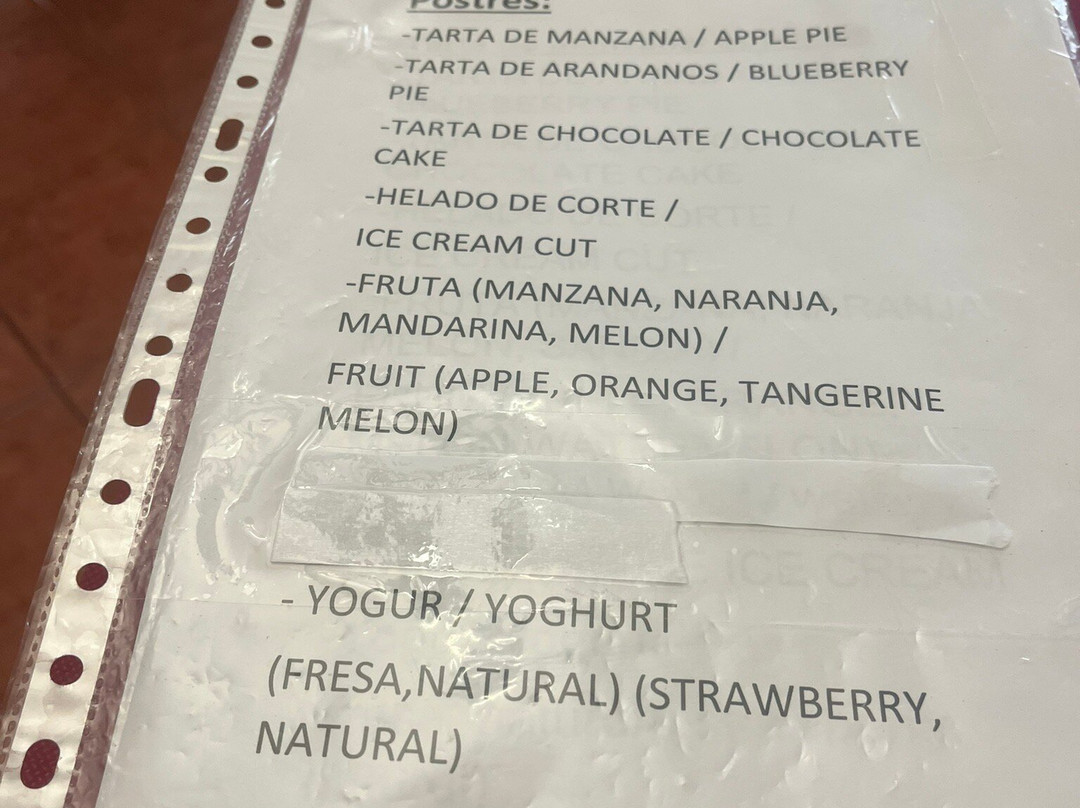 Postres:
-TARTA DE MANZANA / APPLE PIE
-TARTA DE ARANDANOS / BLUEBERRY
PIE
-TARTA DE CHOCOLATE / CHOCOLATE
CAKE
-HELADO DE CORTE /
ICE CREAM CUT
-FRUTA (MANZANA, NARANJA,
MANDARINA, MELON) /
FRUIT (APPLE, ORANGE, TANGERINE
MELON)
ICE CREAM
- YOGUR / YOGHURT
(FRESA,NATURAL) (STRAWBERRY,
NATURAL)